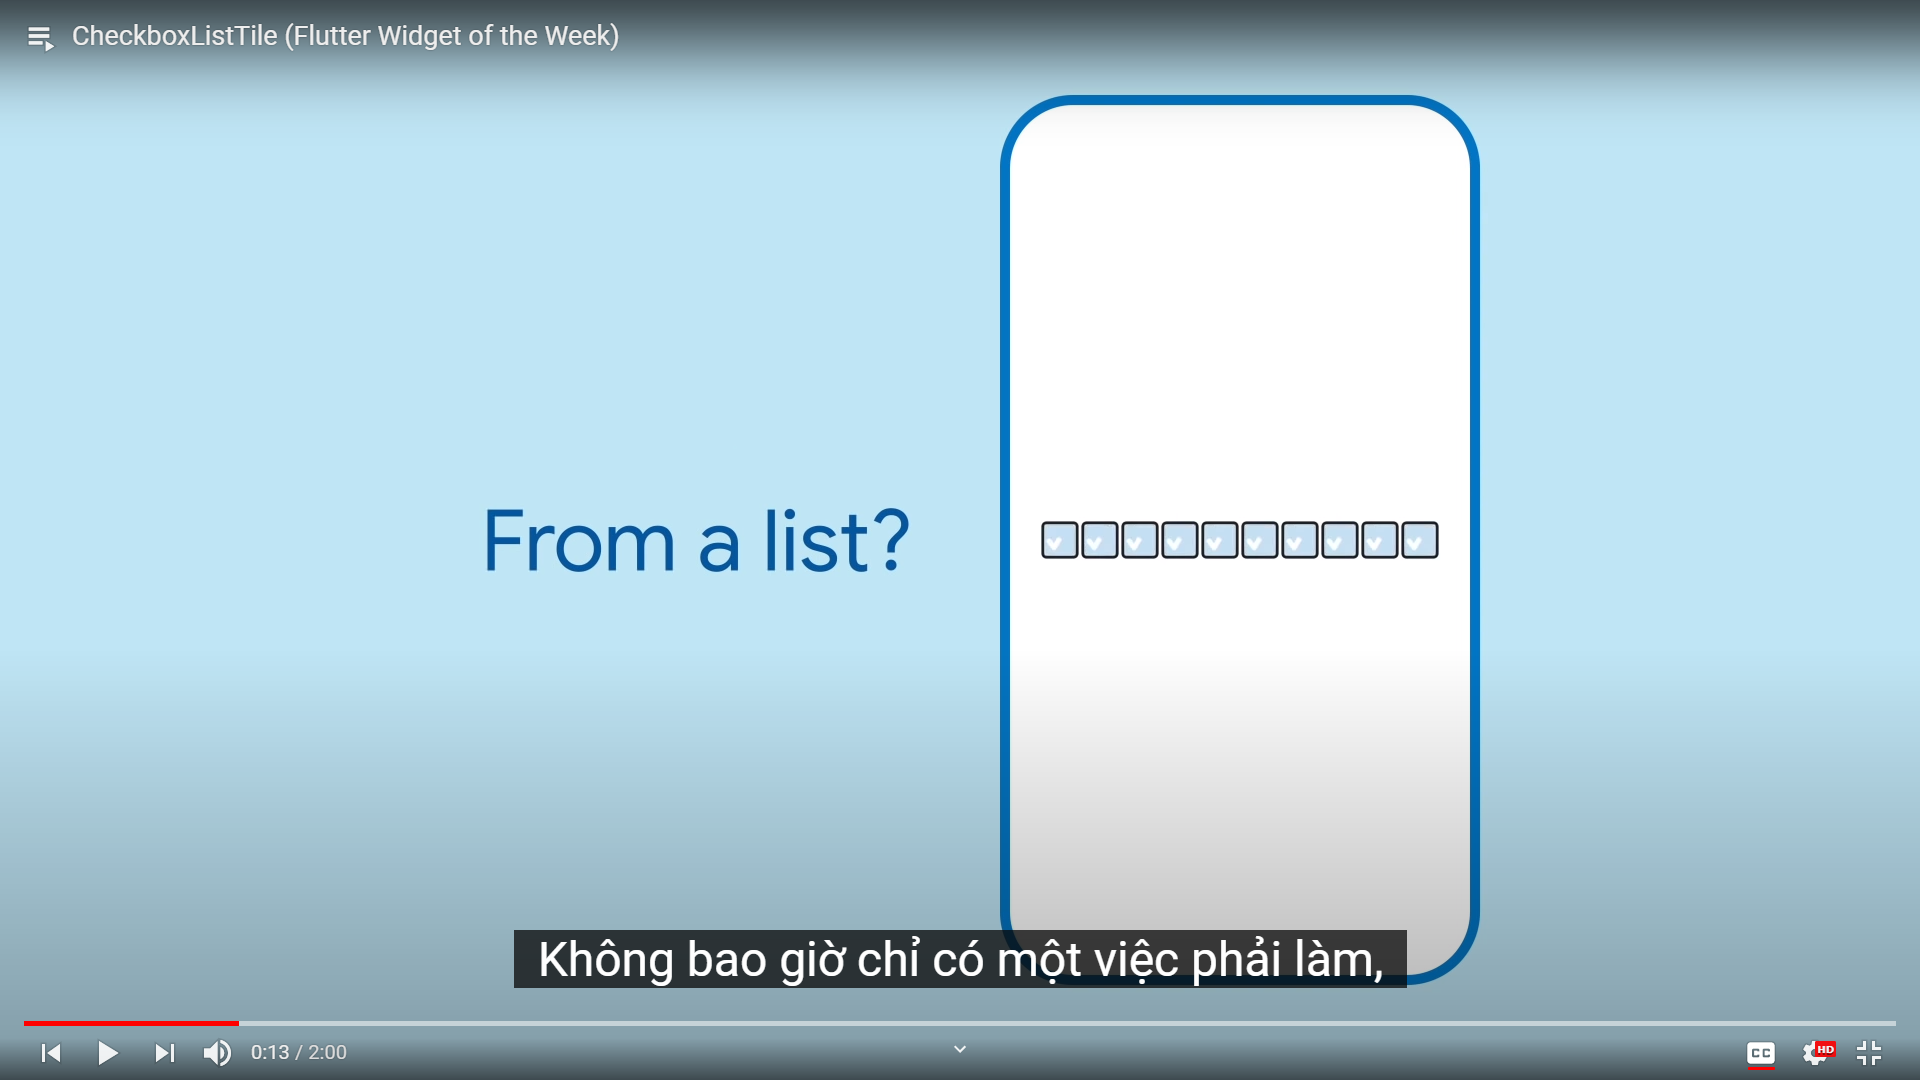 CheckboxListTile (Flutter Widget of the Week)
From a list?
Không bao giờ chỉ có một việc phải làm,
0:13 / 2:00
CC
HD